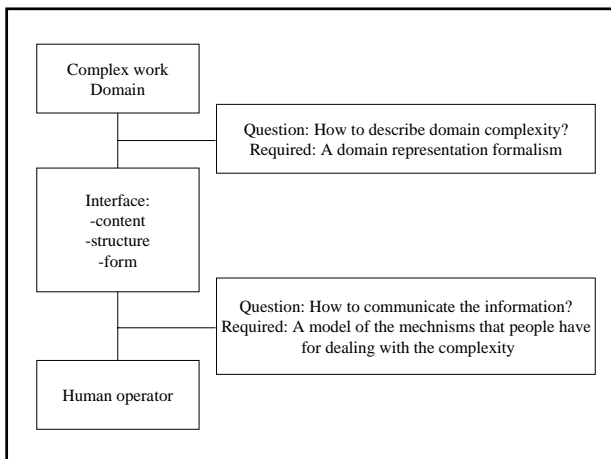 Complex work
Domain
Question: How to describe domain complexity?
Required: A domain representation formalism
Interface:
-content
-structure
-form
Question: How to communicate the information?
Required: A model of the mechnisms that people have
for dealing with the complexity
Human operator